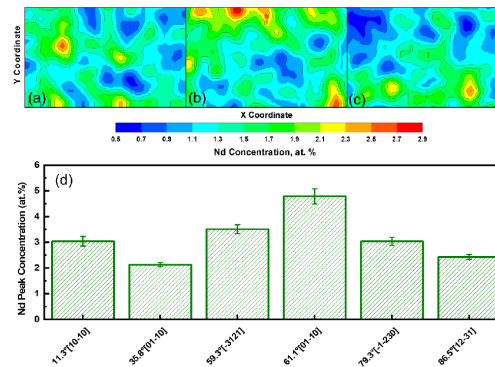 Y Coordinate
(a)
(b)
(c)
X Coordinate
0.5 0.7 0.9 1.1 1.3 1.5 1.7 1.9 2.1 2.3 2.5 2.7 2.9
Nd Concentration, at. %
(d)
Nd Peak Concentration (at.%)
6
5
4
3
2
1
0
11.3°[10-10]
35.8°[01-10]
59.3°[-3121]
61.1°[01-10]
79.3°[-1-230]
86.5°[12-31]